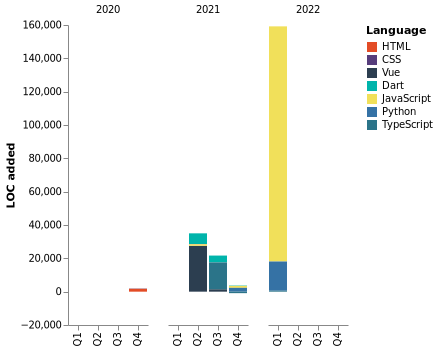 2020 2021 2022
160,000
140,000
120,000
100,000
80,000
60,000
40,000
20,000
0
−20,000
LOC added
Q1 Q2 Q3 Q4 Q1 Q2 Q3 Q4 Q1 Q2 Q3 Q4
Language
HTML
CSS
Vue
Dart
JavaScript
Python
TypeScript